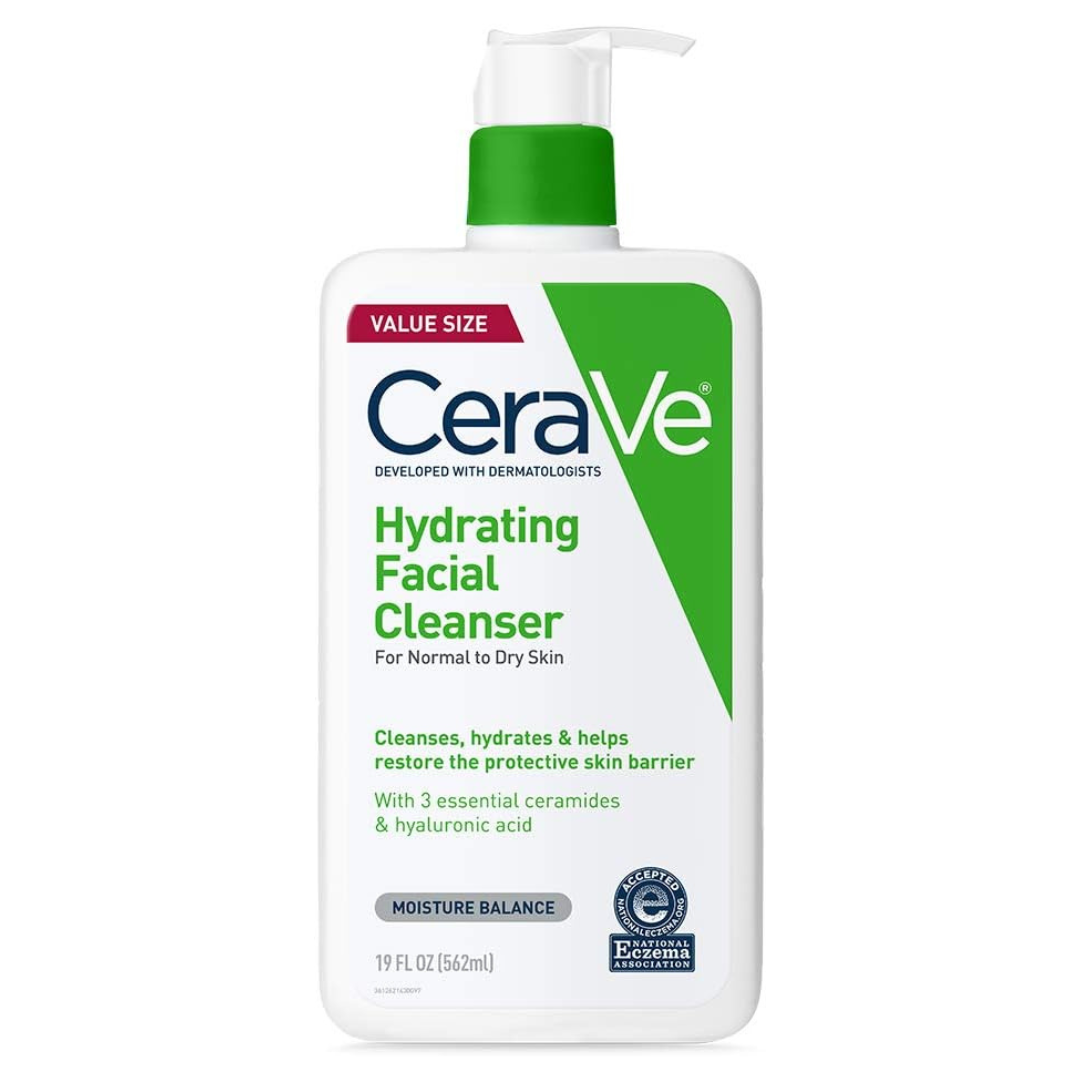 VALUE SIZE
CeraVe®
DEVELOPED WITH DERMATOLOGISTS
Hydrating
Facial
Cleanser
For Normal to Dry Skin
Cleanses, hydrates & helps
restore the protective skin barrier
With 3 essential ceramides
& hyaluronic acid
MOISTURE BALANCE
19 FL OZ (562ml)
ACCEPTED
NATIONALECZEMA.ORG
NATIONAL
Eczema
ASSOCIATION